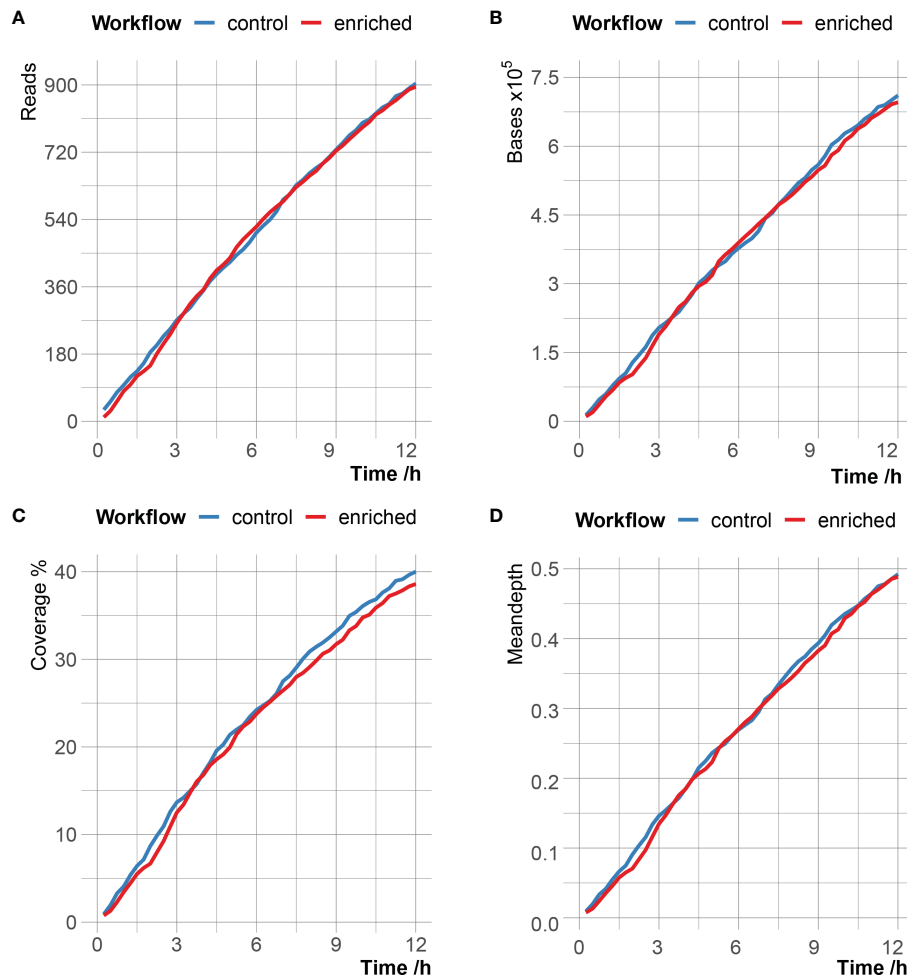 A
Workflow control enriched
Reads
900
720
540
360
180
0
0 3 6 9 12
Time /h
B
Workflow control enriched
Bases x10⁵
7.5
6
4.5
3
1.5
0
0 3 6 9 12
Time /h
C
Workflow control enriched
Coverage %
40
30
20
10
0
0 3 6 9 12
Time /h
D
Workflow control enriched
Meandepth
0.5
0.4
0.3
0.2
0.1
0.0
0 3 6 9 12
Time /h